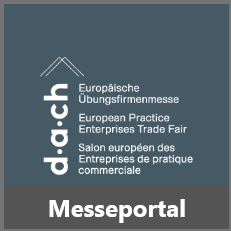 d·a·ch
Europäische
Übungsfirmenmesse
European Practice
Enterprises Trade Fair
Salon européen des
Entreprises de pratique
commerciale
Messeportal